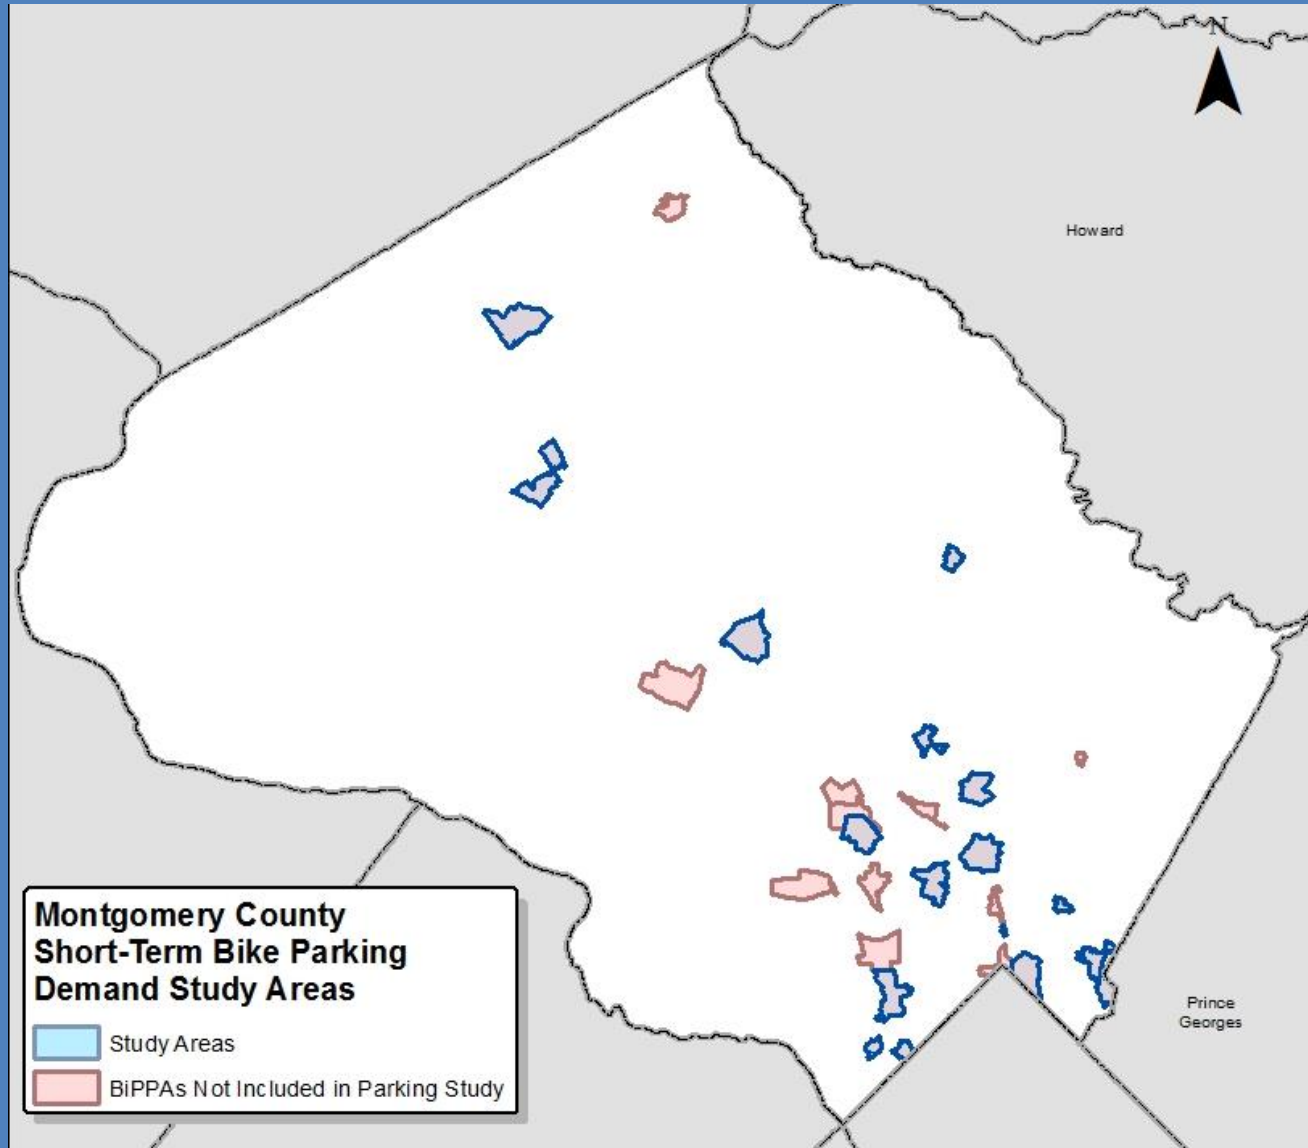 N
Howard
Prince
Georges
Montgomery County
Short-Term Bike Parking
Demand Study Areas
Study Areas
BiPPAs Not Included in Parking Study